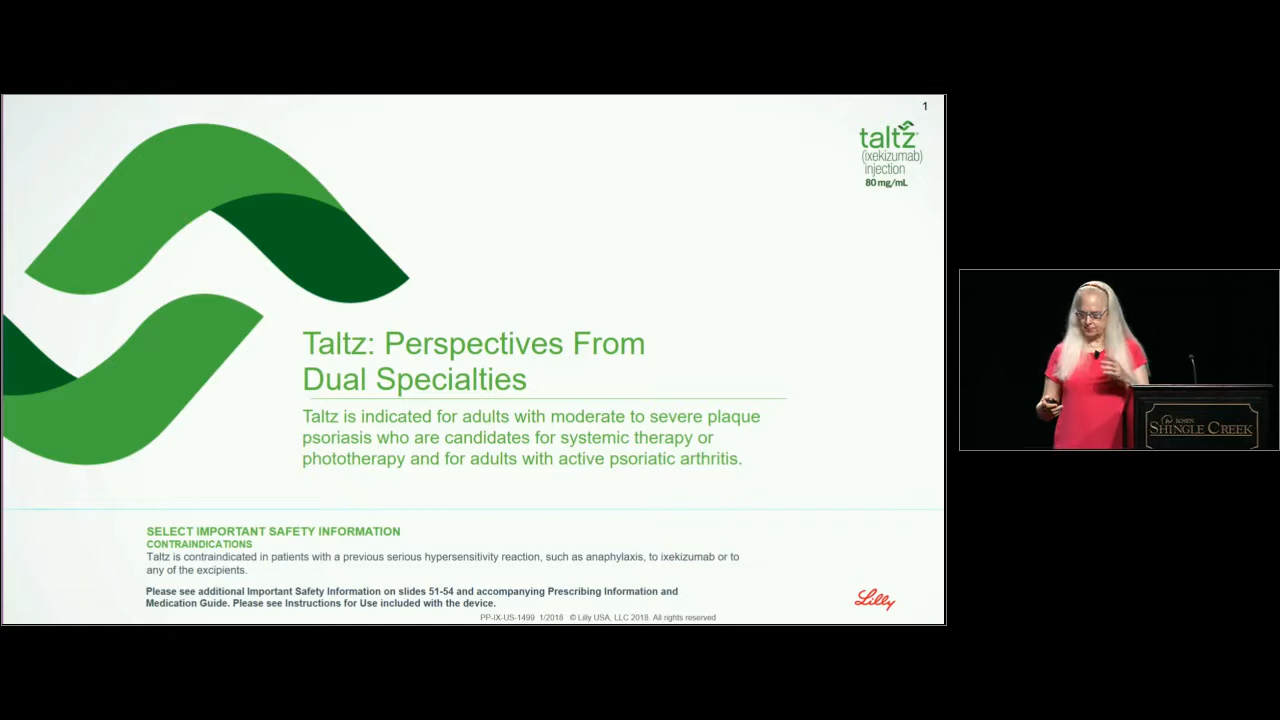 1
taltz®
(ixekizumab)
injection
80 mg/mL
Taltz: Perspectives From
Dual Specialties
Taltz is indicated for adults with moderate to severe plaque
psoriasis who are candidates for systemic therapy or
phototherapy and for adults with active psoriatic arthritis.
SELECT IMPORTANT SAFETY INFORMATION
CONTRAINDICATIONS
Taltz is contraindicated in patients with a previous serious hypersensitivity reaction, such as anaphylaxis, to ixekizumab or to
any of the excipients.
Please see additional Important Safety Information on slides 51-54 and accompanying Prescribing Information and
Medication Guide. Please see Instructions for Use included with the device.
Lilly
PP-IX-US-1499 1/2018 © Lilly USA, LLC 2018. All rights reserved
ROSEN
SHINGLE CREEK